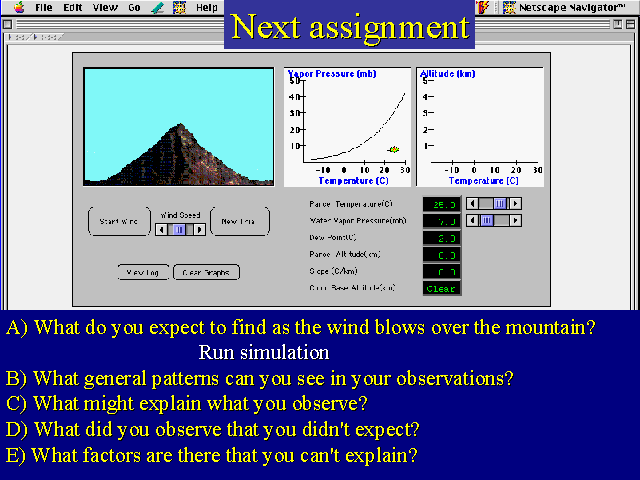 File Edit View Go Help Netscape Navigator™
Next assignment
Vapor Pressure (mb)
50
40
30
20
10
-10 0 10 20 30
Temperature (C)
Altitude (km)
5
4
3
2
1
-10 0 10 20 30
Temperature (C)
Start Wind
Wind Speed
New Trial
View Log
Clear Graphs
Parcel Temperature(C)
Water Vapor Pressure(mb) 7.0
Dew Point(C) 2.0
Parcel Altitude(km) 0.0
Slope (C/km) 0.0
Cloud Base Altitude(km) Clear
A) What do you expect to find as the wind blows over the mountain?
Run simulation
B) What general patterns can you see in your observations?
C) What might explain what you observe?
D) What did you observe that you didn't expect?
E) What factors are there that you can't explain?